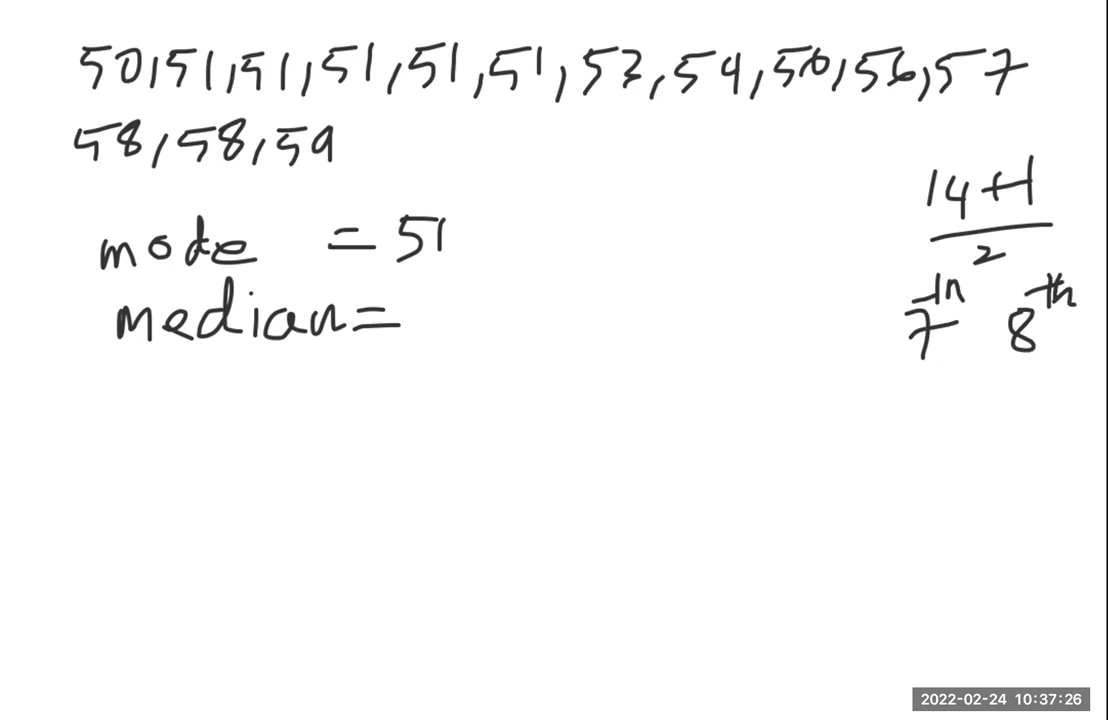 50,51,51,51,51,51,53,54,56,56,57
58,58,59
14+1
2
mode = 51
7th 8th
median=
2022-02-24 10:37:26